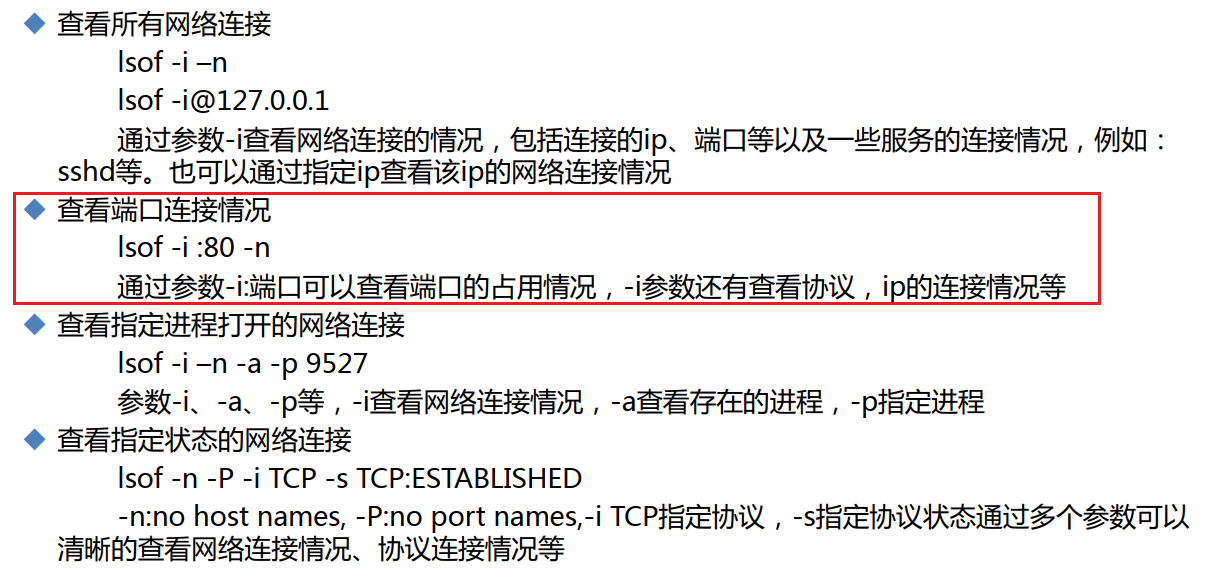 查看所有网络连接
lsof -i –n
lsof -i@127.0.0.1
通过参数-i查看网络连接的情况，包括连接的ip、端口等以及一些服务的连接情况，例如：
sshd等。也可以通过指定ip查看该ip的网络连接情况
查看端口连接情况
lsof -i :80 -n
通过参数-i:端口可以查看端口的占用情况，-i参数还有查看协议，ip的连接情况等
查看指定进程打开的网络连接
lsof -i –n -a -p 9527
参数-i、-a、-p等，-i查看网络连接情况，-a查看存在的进程，-p指定进程
查看指定状态的网络连接
lsof -n -P -i TCP -s TCP:ESTABLISHED
-n:no host names, -P:no port names,-i TCP指定协议，-s指定协议状态通过多个参数可以
清晰的查看网络连接情况、协议连接情况等